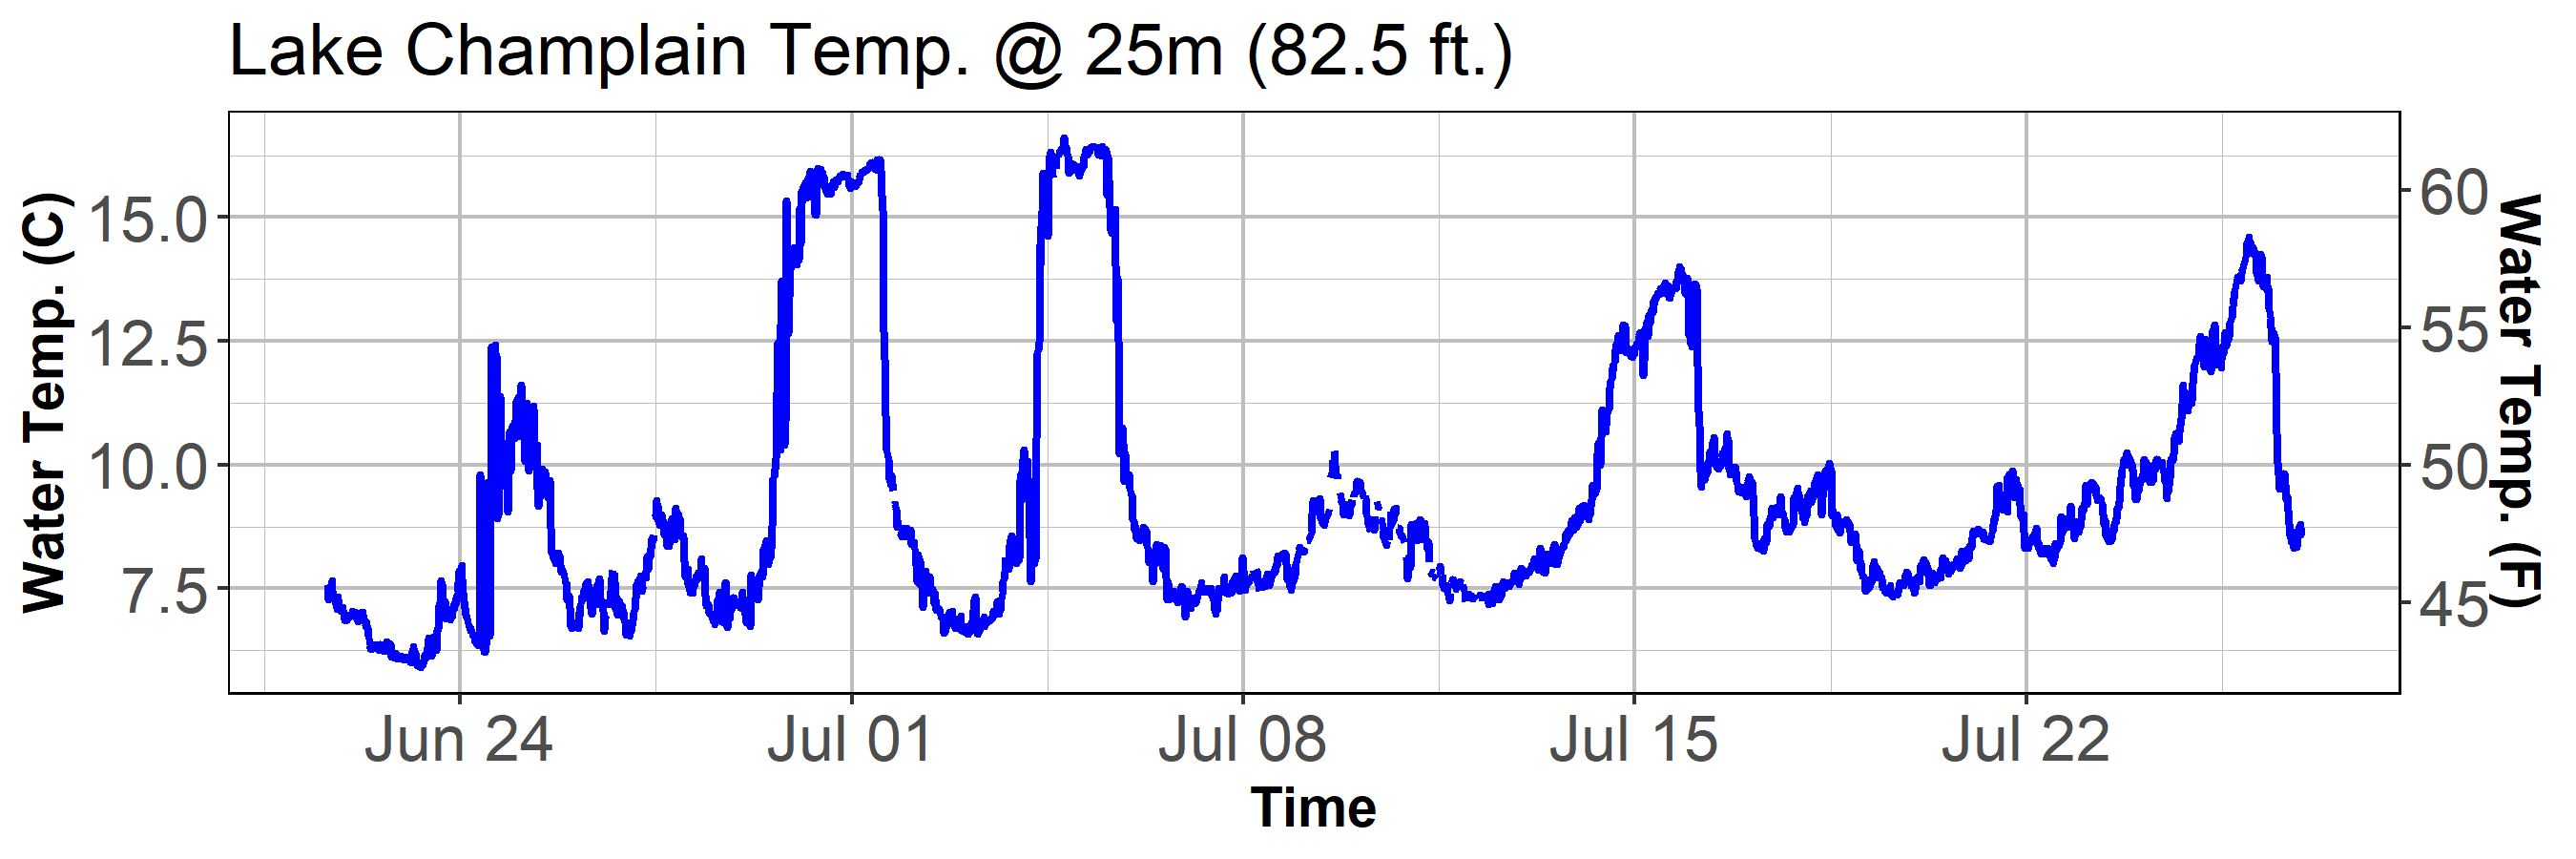 Lake Champlain Temp. @ 25m (82.5 ft.)
Water Temp. (C)
15.0
12.5
10.0
7.5
60
55
50
45
Water Temp. (F)
Jun 24
Jul 01
Jul 08
Jul 15
Jul 22
Time